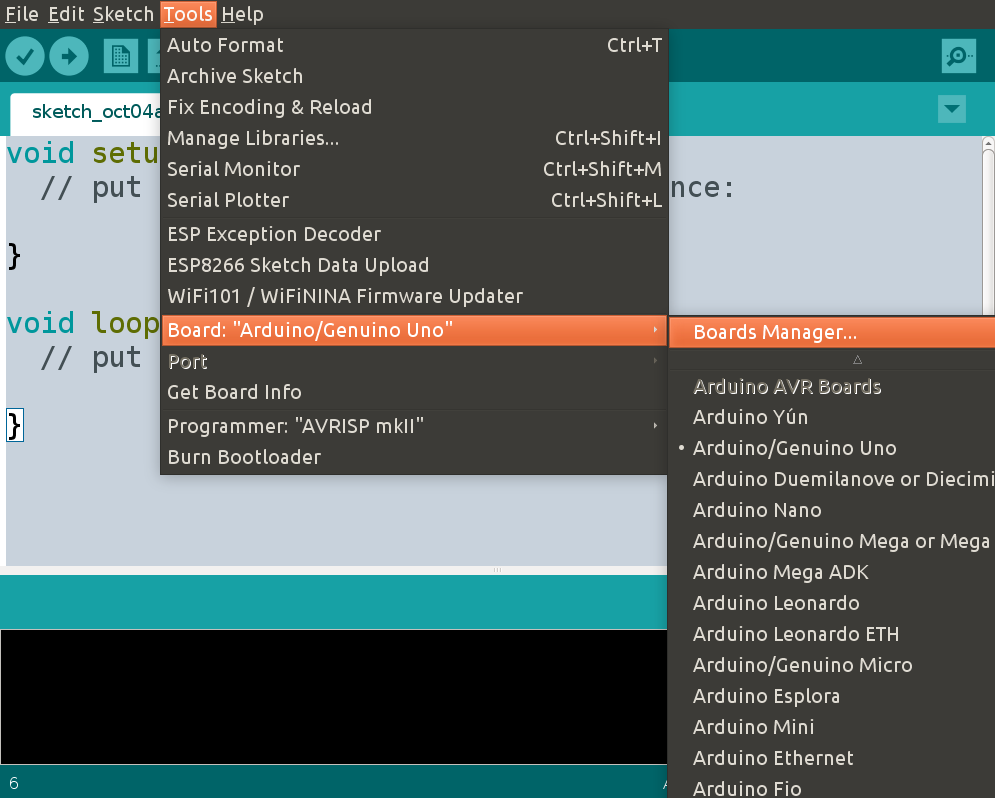 File Edit Sketch Tools Help
Auto Format Ctrl+T
Archive Sketch
Fix Encoding & Reload
Manage Libraries... Ctrl+Shift+I
Serial Monitor Ctrl+Shift+M
Serial Plotter Ctrl+Shift+L
ESP Exception Decoder
ESP8266 Sketch Data Upload
WiFi101 / WiFiNINA Firmware Updater
Board: "Arduino/Genuino Uno"
Port
Get Board Info
Programmer: "AVRISP mkII"
Burn Bootloader
Boards Manager...
Arduino AVR Boards
Arduino Yún
• Arduino/Genuino Uno
Arduino Duemilanove or Diecimi
Arduino Nano
Arduino/Genuino Mega or Mega
Arduino Mega ADK
Arduino Leonardo
Arduino Leonardo ETH
Arduino/Genuino Micro
Arduino Esplora
Arduino Mini
Arduino Ethernet
Arduino Fio
sketch_oct04a
void setu
// put nce:
}
void loop
// put
}
6